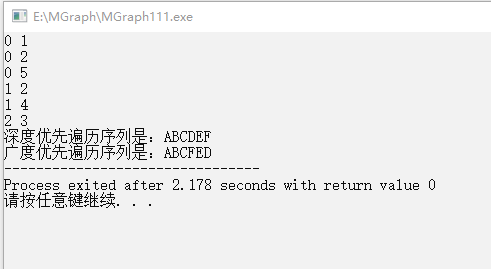 E:\MGraph\MGraph111.exe
0 1
0 2
0 5
1 2
1 4
2 3
深度优先遍历序列是：ABCDEF
广度优先遍历序列是：ABCFED
--------------------------------
Process exited after 2.178 seconds with return value 0
请按任意键继续. . .